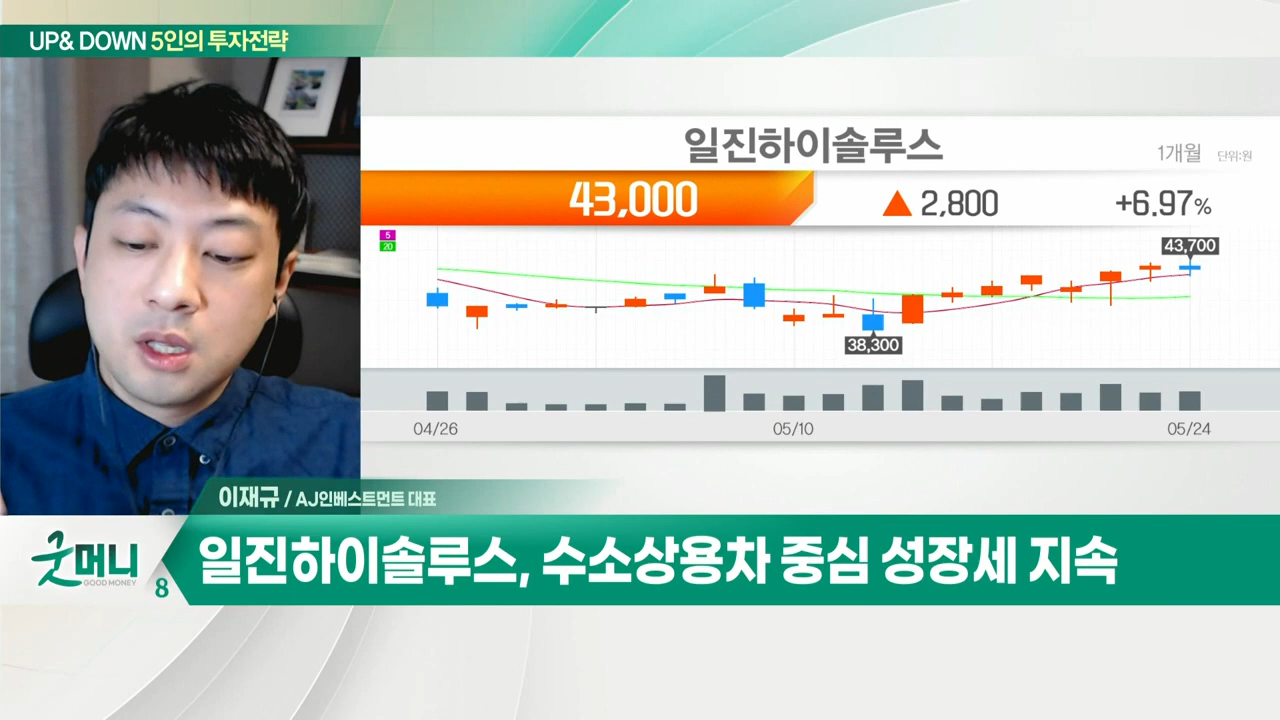 UP& DOWN 5인의 투자전략
일진하이솔루스
1개월 단위:원
43,000 ▲ 2,800 +6.97%
5
20
43,700
38,300
04/26 05/10 05/24
이재규 / AJ인베스트먼트 대표
굿머니
GOOD MONEY
8
일진하이솔루스, 수소상용차 중심 성장세 지속